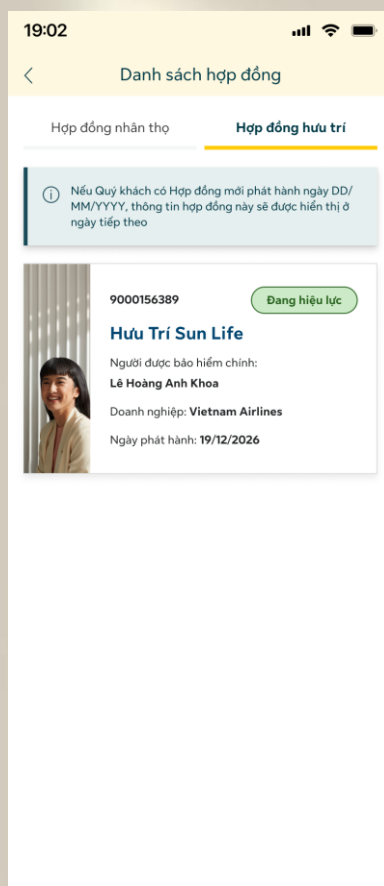 19:02
Danh sách hợp đồng
Hợp đồng nhân thọ
Hợp đồng hưu trí
Nếu Quý khách có Hợp đồng mới phát hành ngày DD/
MM/YYYY, thông tin hợp đồng này sẽ được hiển thị ở
ngày tiếp theo
9000156389
Đang hiệu lực
Hưu Trí Sun Life
Người được bảo hiểm chính:
Lê Hoàng Anh Khoa
Doanh nghiệp: Vietnam Airlines
Ngày phát hành: 19/12/2026